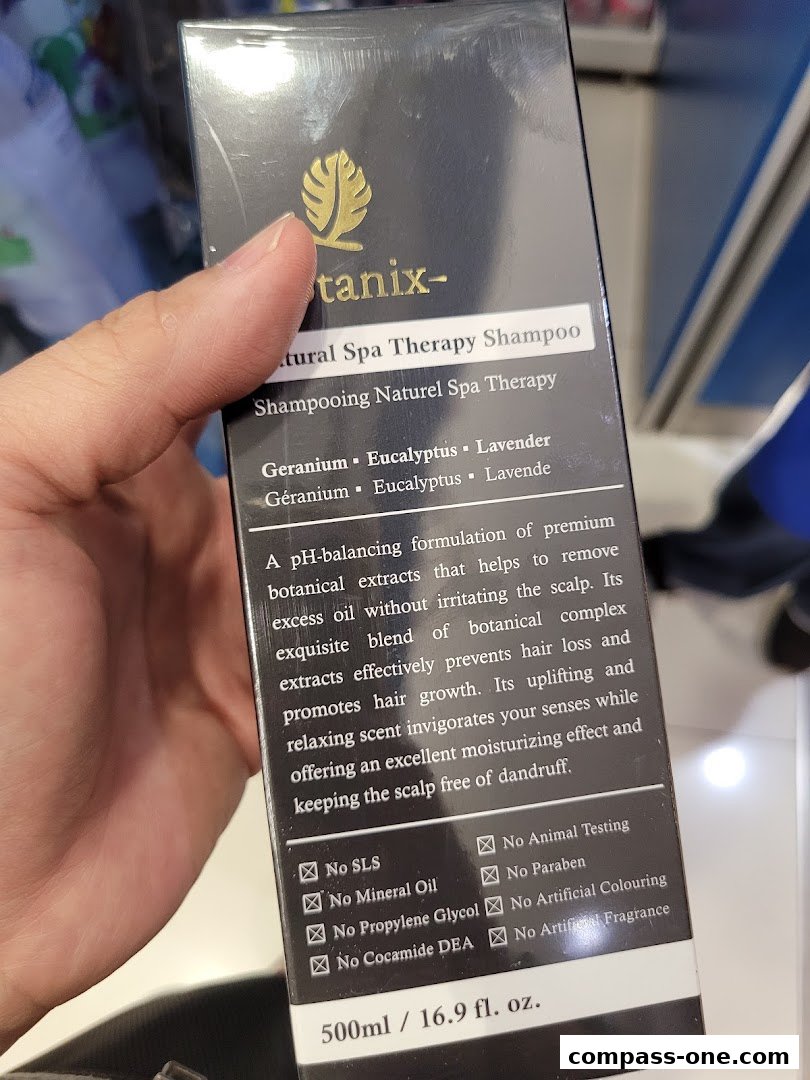 tanix-
tural Spa Therapy Shampoo
Shampooing Naturel Spa Therapy
Geranium ▪ Eucalyptus ▪ Lavender
Géranium ▪ Eucalyptus ▪ Lavende
A pH-balancing formulation of premium
botanical extracts that helps to remove
excess oil without irritating the scalp. Its
exquisite blend of botanical complex
extracts effectively prevents hair loss and
promotes hair growth. Its uplifting and
relaxing scent invigorates your senses while
offering an excellent moisturizing effect and
keeping the scalp free of dandruff.
☒ No SLS
☒ No Mineral Oil
☒ No Propylene Glycol
☒ No Cocamide DEA
☒ No Animal Testing
☒ No Paraben
☒ No Artificial Colouring
☒ No Artificial Fragrance
500ml / 16.9 fl. oz.
compass-one.com